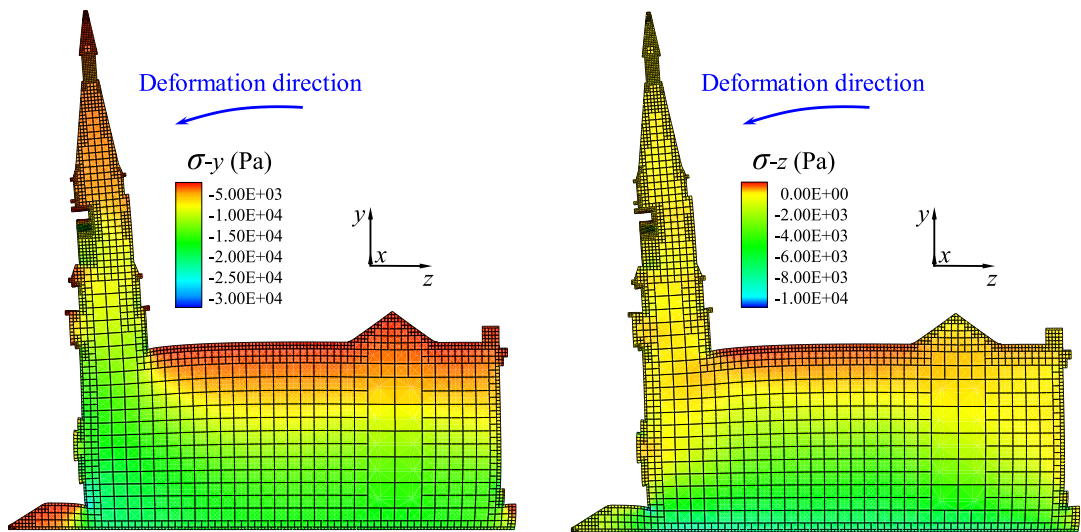 Deformation direction
σ-y (Pa)
-5.00E+03
-1.00E+04
-1.50E+04
-2.00E+04
-2.50E+04
-3.00E+04
y
x
z
Deformation direction
σ-z (Pa)
0.00E+00
-2.00E+03
-4.00E+03
-6.00E+03
-8.00E+03
-1.00E+04
y
x
z